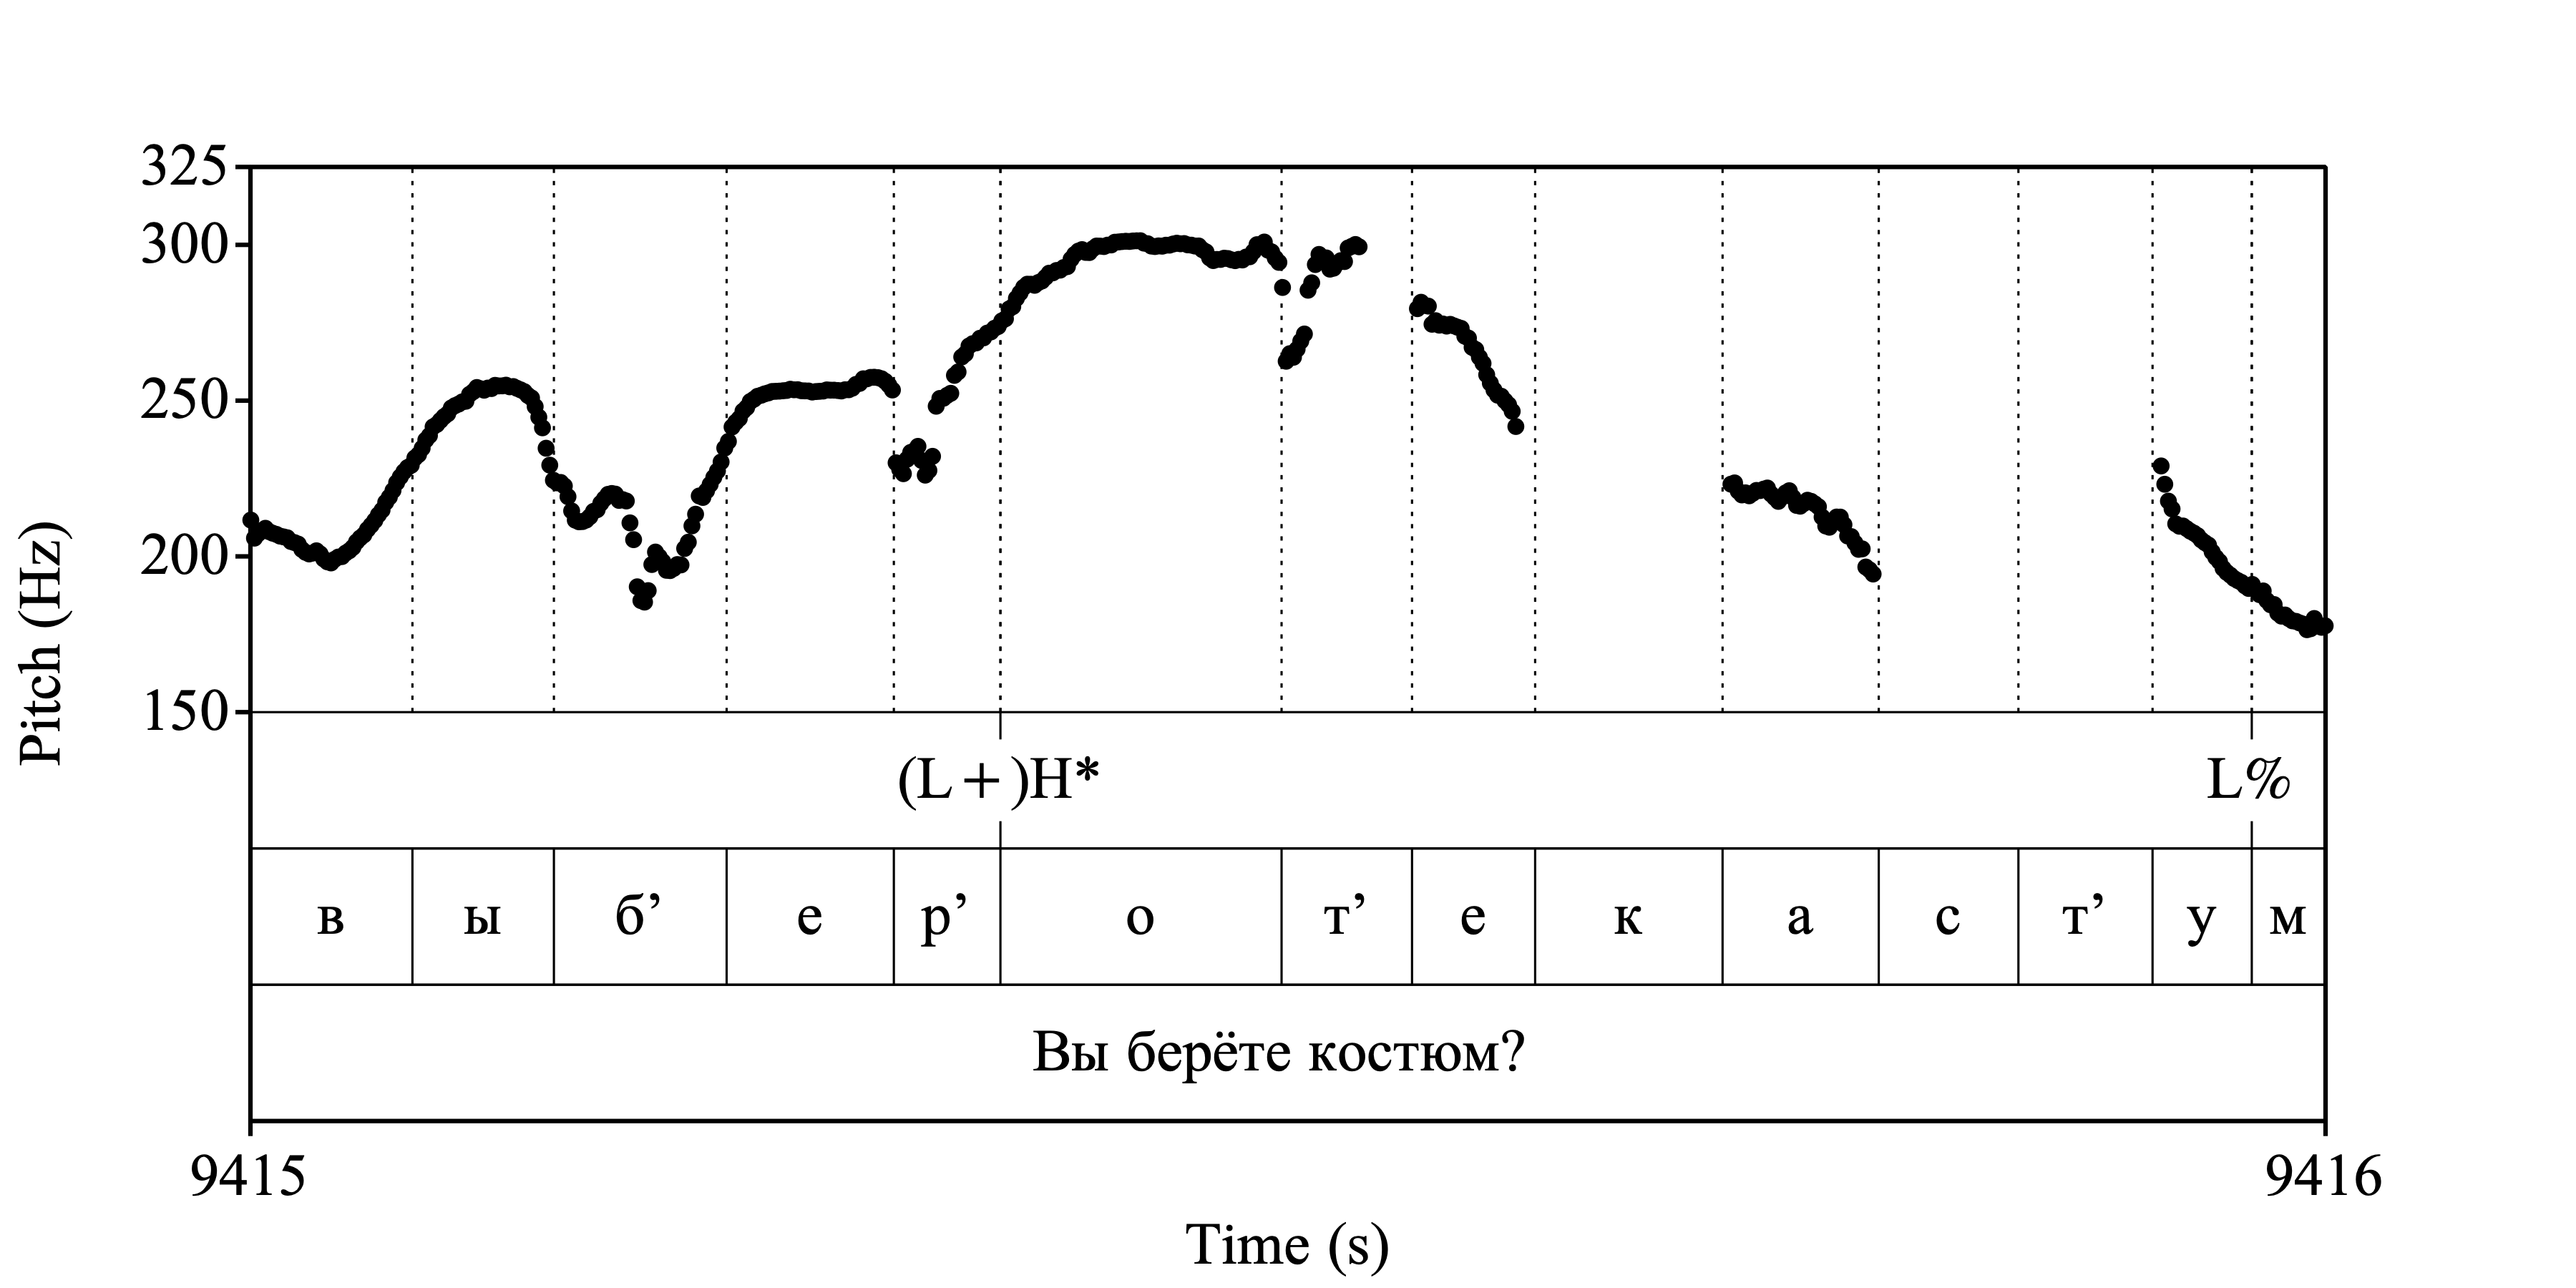 325
300
250
200
150
Pitch (Hz)
(L+)H* L%
в ы б’ е р’ о т’ е к а с т’ у м
Вы берёте костюм?
9415 9416
Time (s)